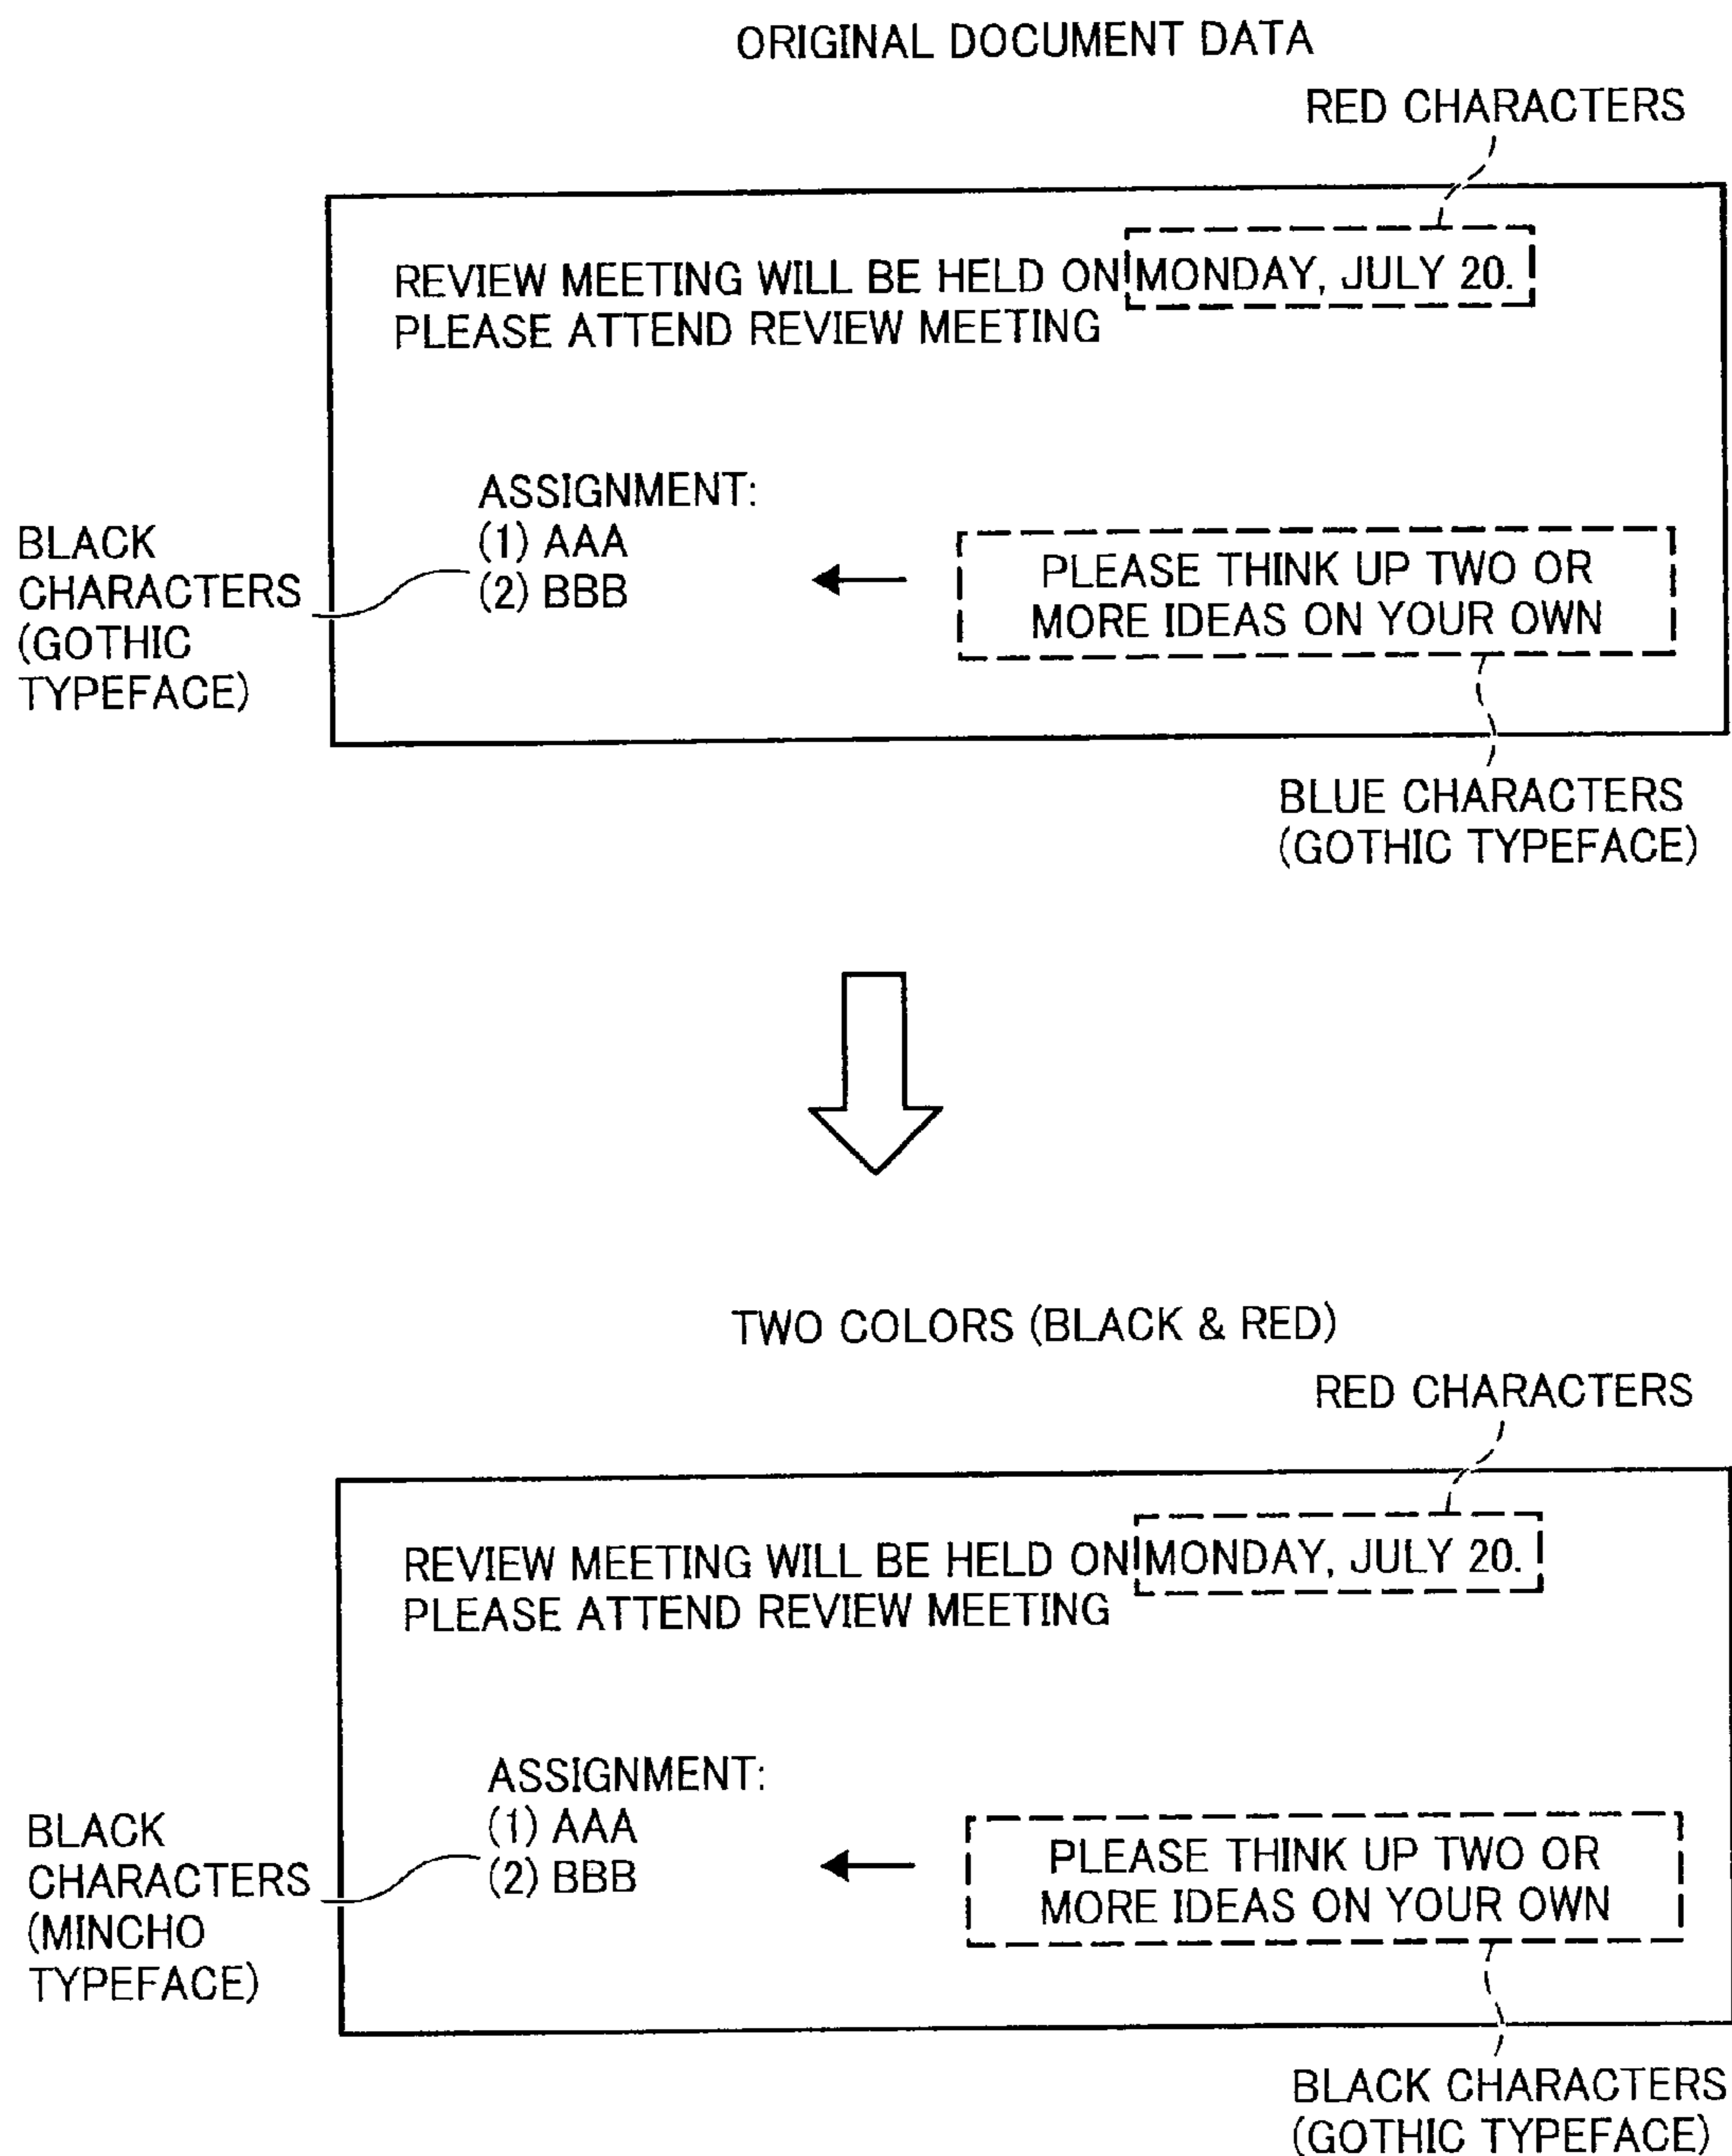 ORIGINAL DOCUMENT DATA
RED CHARACTERS
REVIEW MEETING WILL BE HELD ON MONDAY, JULY 20.
PLEASE ATTEND REVIEW MEETING
ASSIGNMENT:
(1) AAA
(2) BBB
BLACK
CHARACTERS
(GOTHIC
TYPEFACE)
PLEASE THINK UP TWO OR
MORE IDEAS ON YOUR OWN
BLUE CHARACTERS
(GOTHIC TYPEFACE)
TWO COLORS (BLACK & RED)
RED CHARACTERS
REVIEW MEETING WILL BE HELD ON MONDAY, JULY 20.
PLEASE ATTEND REVIEW MEETING
ASSIGNMENT:
(1) AAA
(2) BBB
BLACK
CHARACTERS
(MINCHO
TYPEFACE)
PLEASE THINK UP TWO OR
MORE IDEAS ON YOUR OWN
BLACK CHARACTERS
(GOTHIC TYPEFACE)